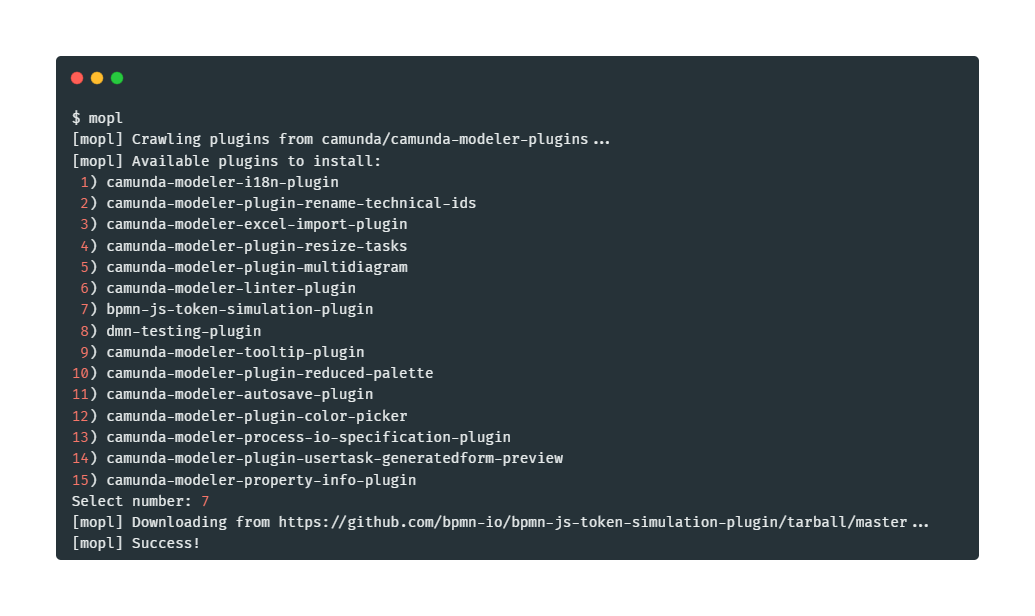 $ mopl
[mopl] Crawling plugins from camunda/camunda-modeler-plugins...
[mopl] Available plugins to install:
1) camunda-modeler-i18n-plugin
2) camunda-modeler-plugin-rename-technical-ids
3) camunda-modeler-excel-import-plugin
4) camunda-modeler-plugin-resize-tasks
5) camunda-modeler-plugin-multidiagram
6) camunda-modeler-linter-plugin
7) bpmn-js-token-simulation-plugin
8) dmn-testing-plugin
9) camunda-modeler-tooltip-plugin
10) camunda-modeler-plugin-reduced-palette
11) camunda-modeler-autosave-plugin
12) camunda-modeler-plugin-color-picker
13) camunda-modeler-process-io-specification-plugin
14) camunda-modeler-plugin-usertask-generatedform-preview
15) camunda-modeler-property-info-plugin
Select number: 7
[mopl] Downloading from https://github.com/bpmn-io/bpmn-js-token-simulation-plugin/tarball/master...
[mopl] Success!